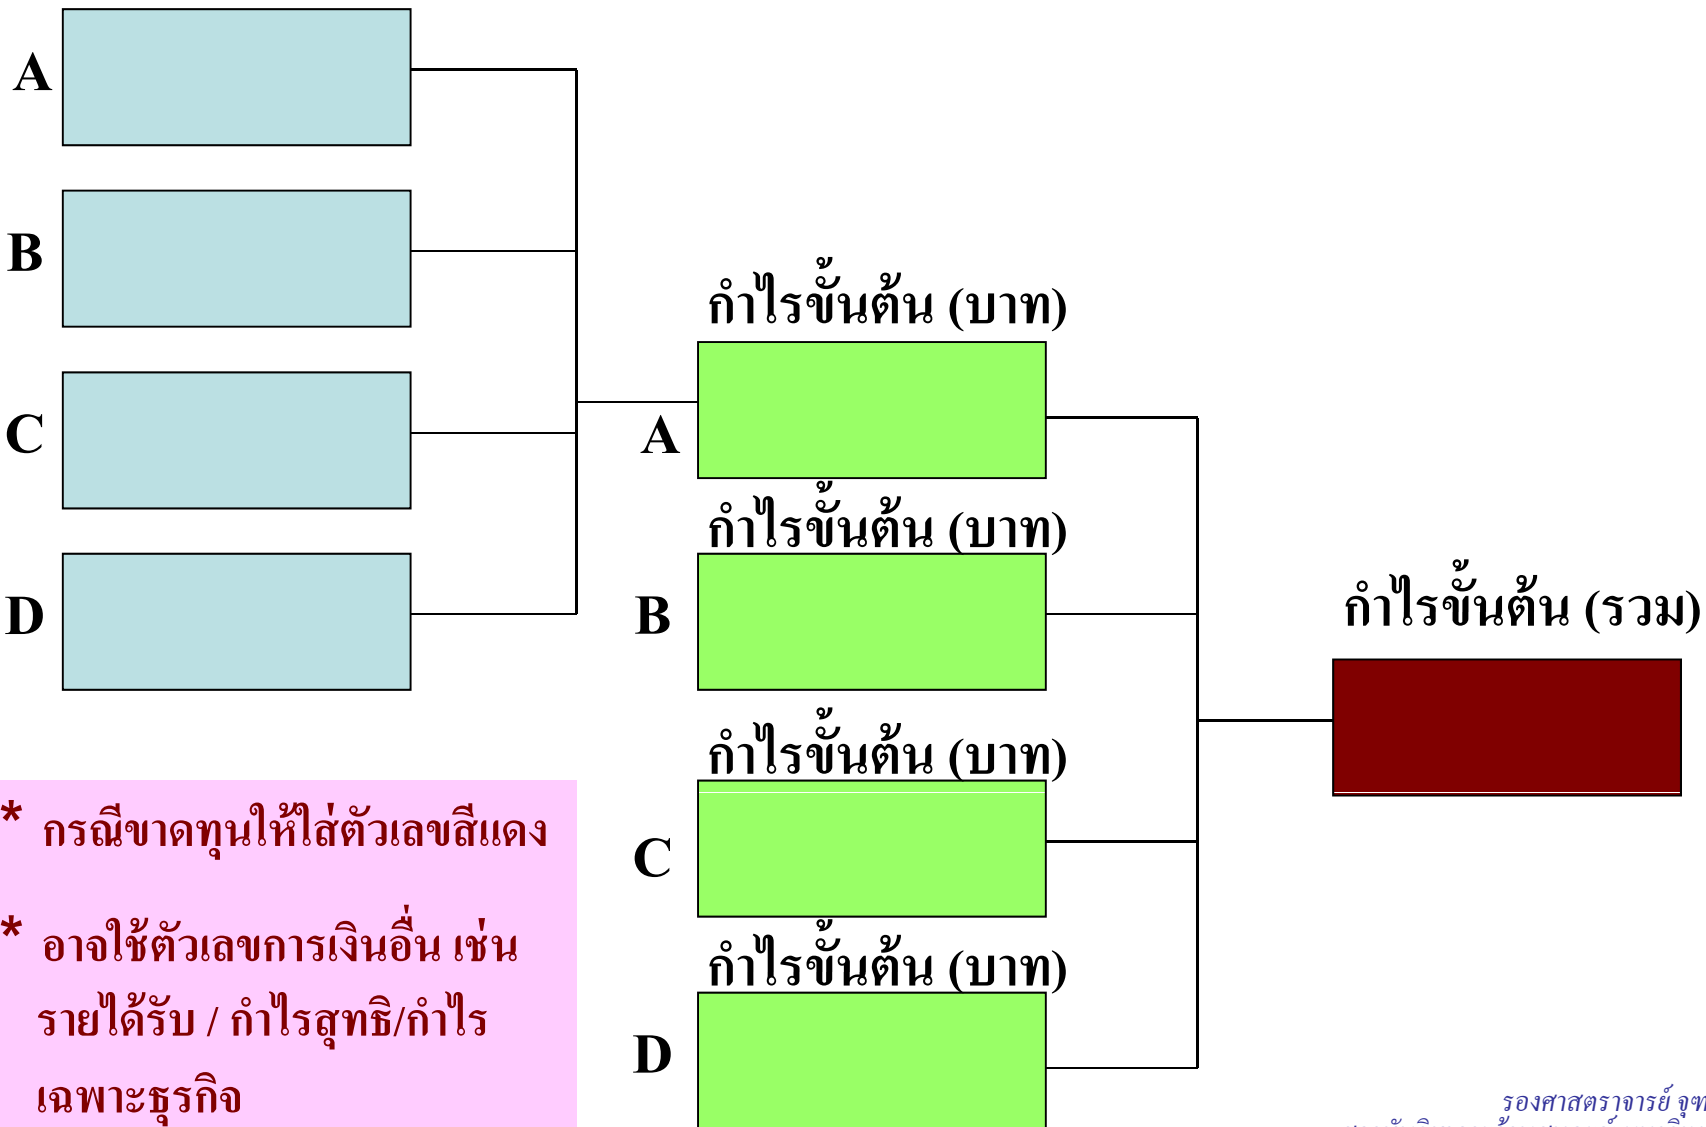 A
B
C
D
กำไรขั้นต้น (บาท)
A
กำไรขั้นต้น (บาท)
B
กำไรขั้นต้น (บาท)
C
กำไรขั้นต้น (บาท)
D
กำไรขั้นต้น (รวม)
* กรณีขาดทุนให้ใส่ตัวเลขสีแดง
* อาจใช้ตัวเลขการเงินอื่น เช่น
รายได้รับ / กำไรสุทธิ/กำไร
เฉพาะธุรกิจ
รองศาสตราจารย์